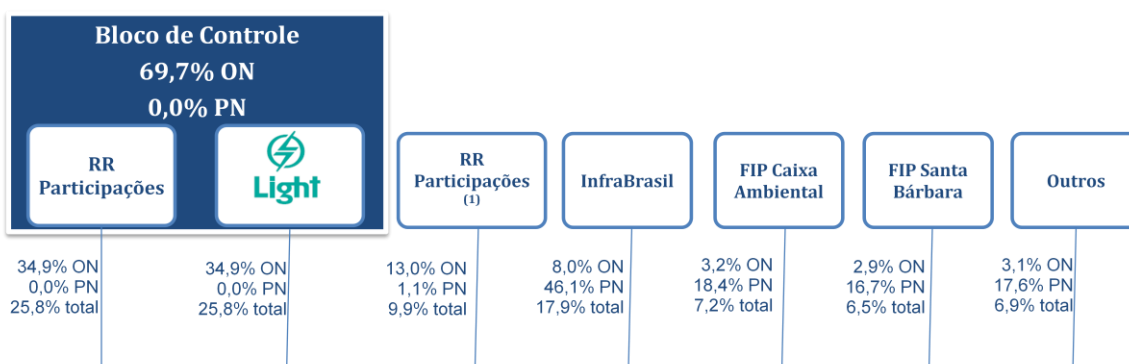 Bloco de Controle
69,7% ON
0,0% PN
RR
Participações
Light
RR
Participações
(1)
InfraBrasil
FIP Caixa
Ambiental
FIP Santa
Bárbara
Outros
34,9% ON
0,0% PN
25,8% total
34,9% ON
0,0% PN
25,8% total
13,0% ON
1,1% PN
9,9% total
8,0% ON
46,1% PN
17,9% total
3,2% ON
18,4% PN
7,2% total
2,9% ON
16,7% PN
6,5% total
3,1% ON
17,6% PN
6,9% total